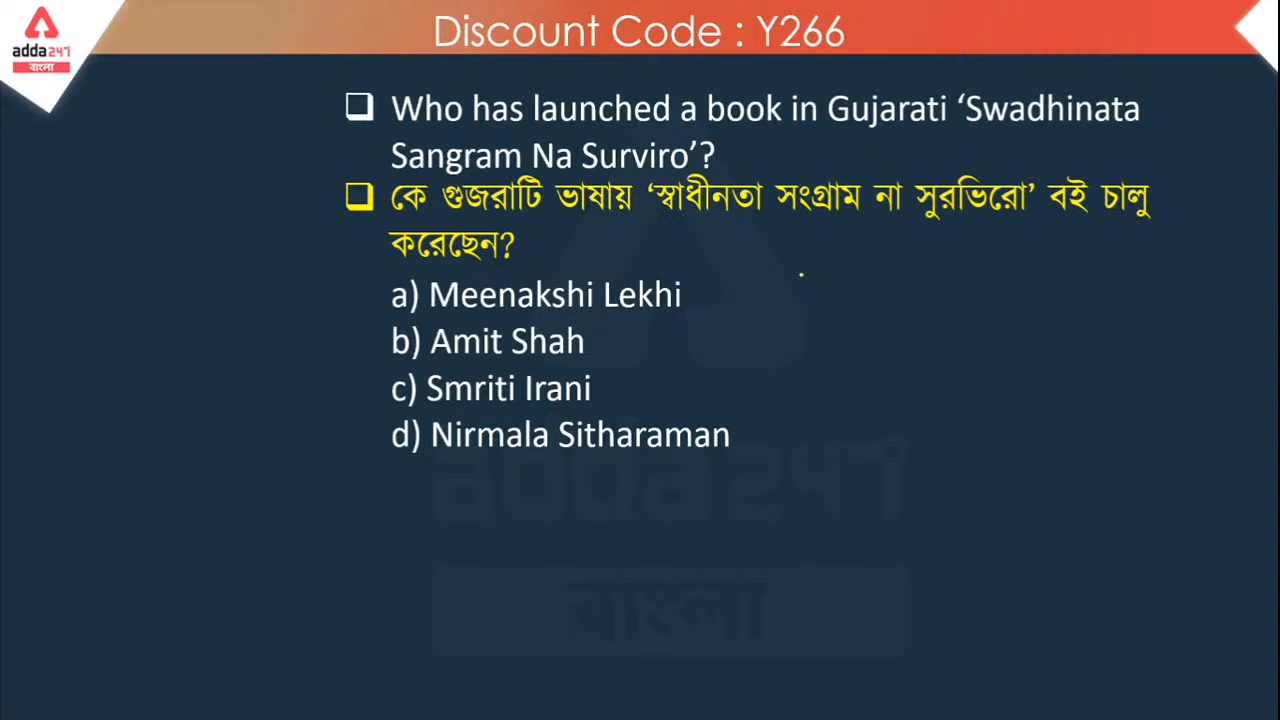 Discount Code : Y266
adda247
বাংলা
Who has launched a book in Gujarati ‘Swadhinata
Sangram Na Surviro’?
কে গুজরাটি ভাষায় ‘স্বাধীনতা সংগ্রাম না সুরভিরো’ বই চালু
করেছেন?
a) Meenakshi Lekhi
b) Amit Shah
c) Smriti Irani
d) Nirmala Sitharaman
adda247
বাংলা